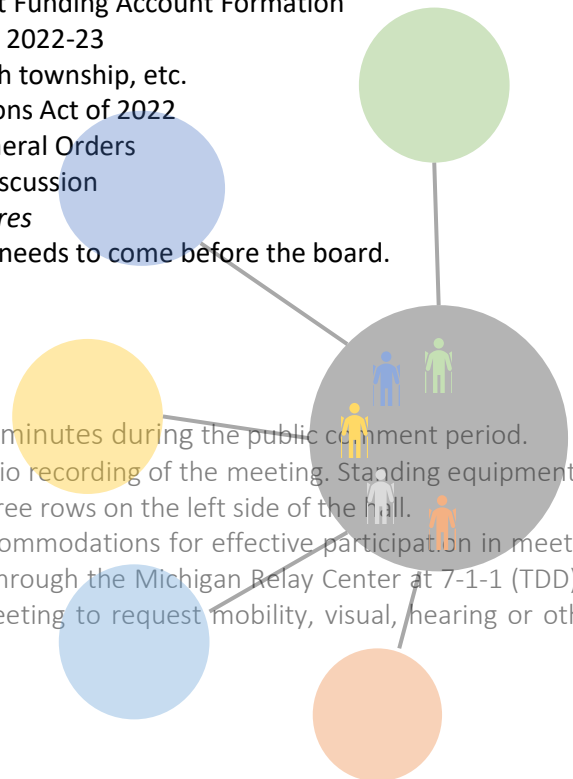 t Funding Account Formation
2022-23
h township, etc.
ons Act of 2022
neral Orders
iscussion
res
needs to come before the board.
minutes during the public comment period.
io recording of the meeting. Standing equipment
ree rows on the left side of the hall.
commodations for effective participation in meet
hrough the Michigan Relay Center at 7-1-1 (TDD)
eeting to request mobility, visual, hearing or oth